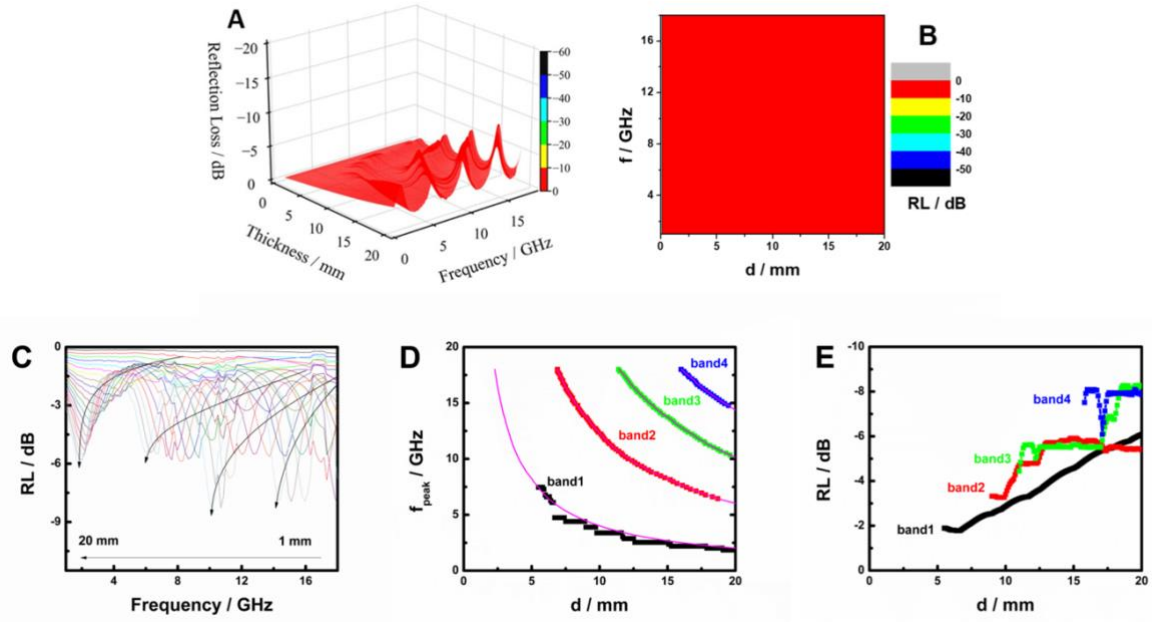 A
Reflection Loss / dB
−20
−15
−10
−5
0
0
5
10
15
20
Thickness / mm
0
5
10
15
Frequency / GHz
−60
−50
−40
−30
−20
−10
0
B
f / GHz
16
12
8
4
0
5
10
15
20
d / mm
0
-10
-20
-30
-40
-50
RL / dB
C
RL / dB
0
-3
-6
-9
20 mm
1 mm
4
8
12
16
Frequency / GHz
D
fpeak / GHz
20
15
10
5
0
band4
band3
band2
band1
0
5
10
15
20
d / mm
E
RL / dB
-10
-8
-6
-4
-2
0
band4
band3
band2
band1
0
5
10
15
20
d / mm